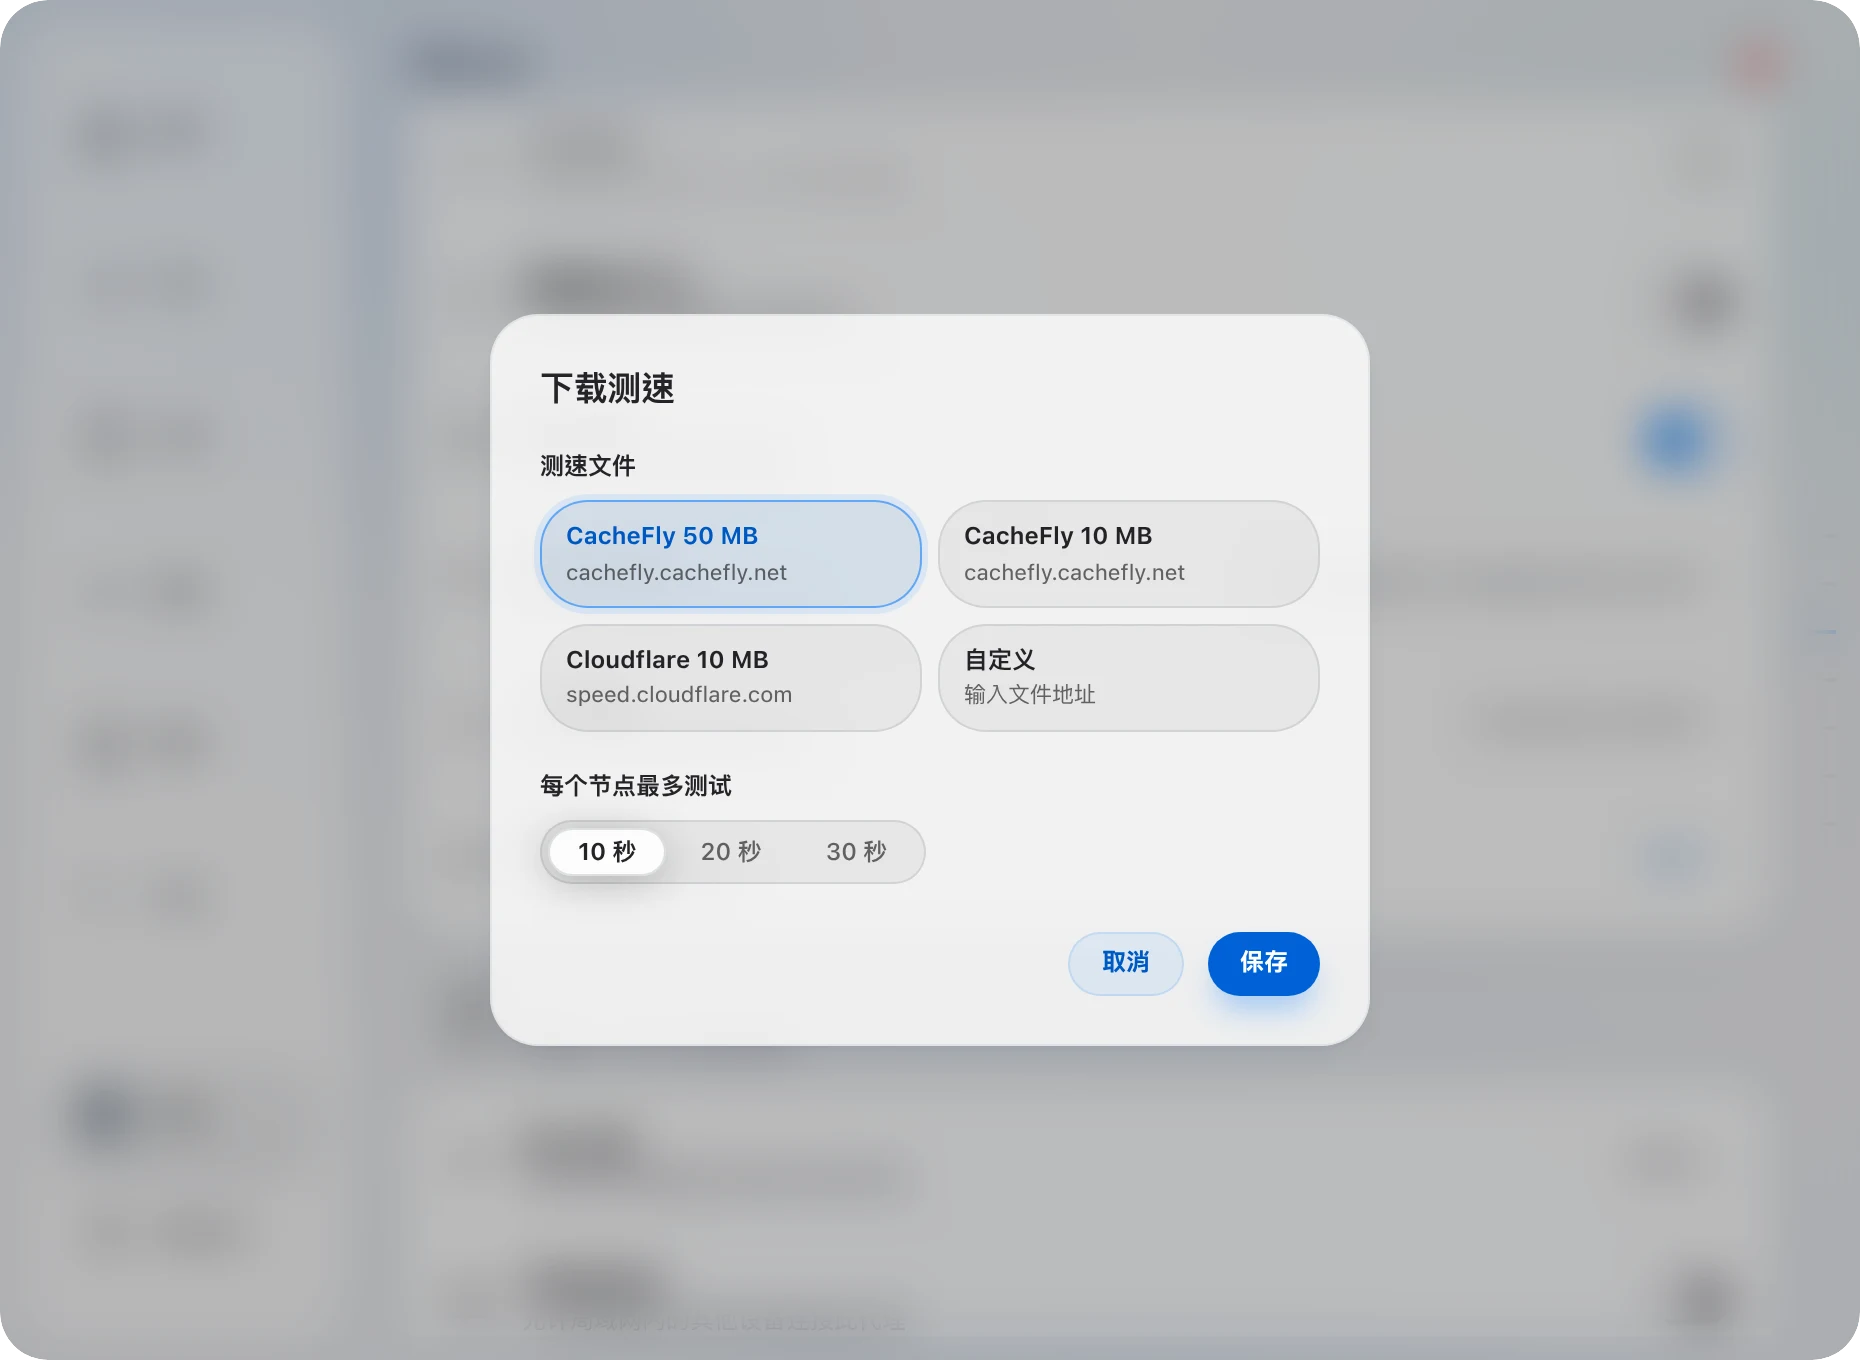 下载测速
测速文件
CacheFly 50 MB
cachefly.cachefly.net
CacheFly 10 MB
cachefly.cachefly.net
Cloudflare 10 MB
speed.cloudflare.com
自定义
输入文件地址
每个节点最多测试
10 秒
20 秒
30 秒
取消
保存